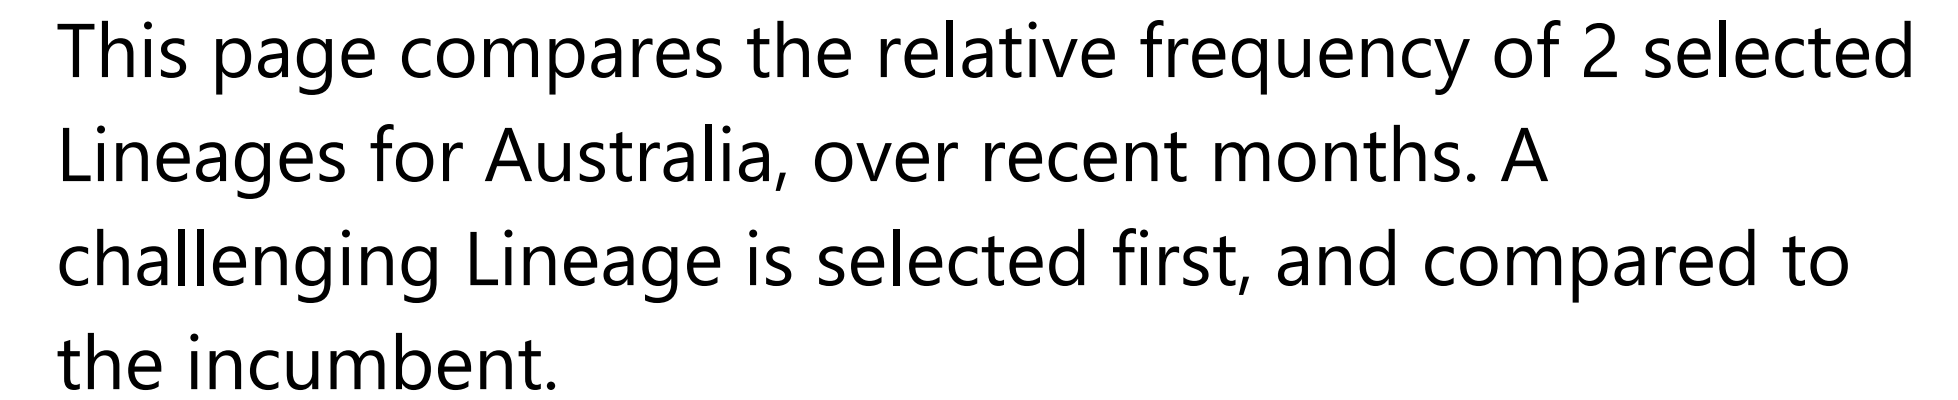 This page compares the relative frequency of 2 selected
Lineages for Australia, over recent months. A
challenging Lineage is selected first, and compared to
the incumbent.